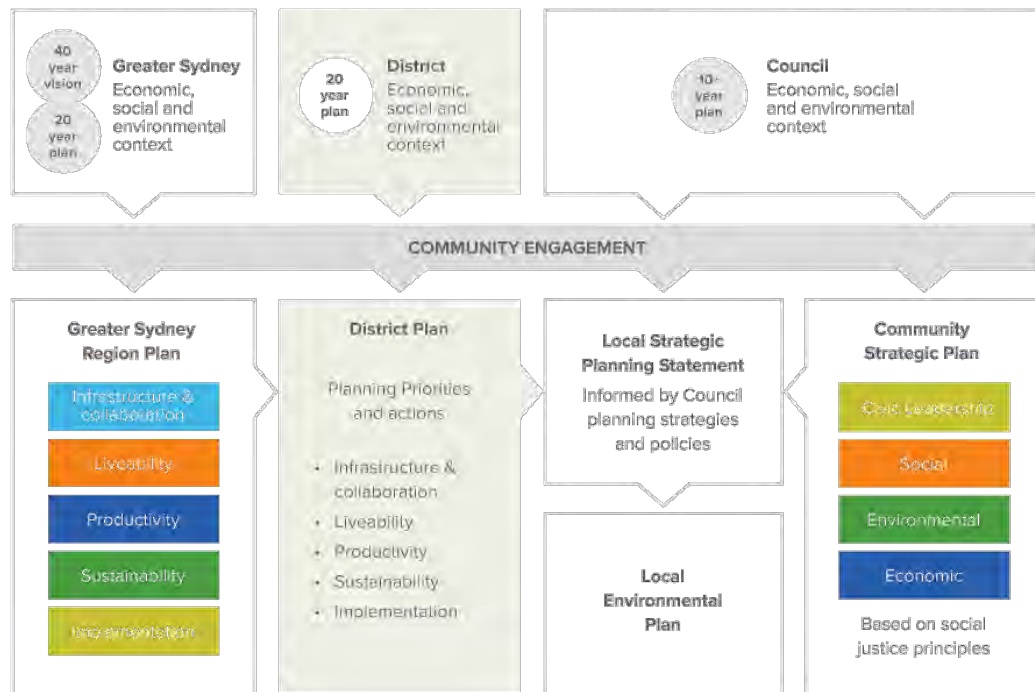 40
year
vision
20
year
plan
Greater Sydney
Economic,
social and
environmental
context
20
year
plan
District
Economic,
social and
environmental
context
10-
year
plan
Council
Economic, social
and environmental
context
COMMUNITY ENGAGEMENT
Greater Sydney
Region Plan
Infrastructure &
collaboration
Liveability
Productivity
Sustainability
Implementation
District Plan
Planning Priorities
and actions
• Infrastructure &
collaboration
• Liveability
• Productivity
• Sustainability
• Implementation
Local Strategic
Planning Statement
Informed by Council
planning strategies
and policies
Local
Environmental
Plan
Community
Strategic Plan
Civic Leadership
Social
Environmental
Economic
Based on social
justice principles